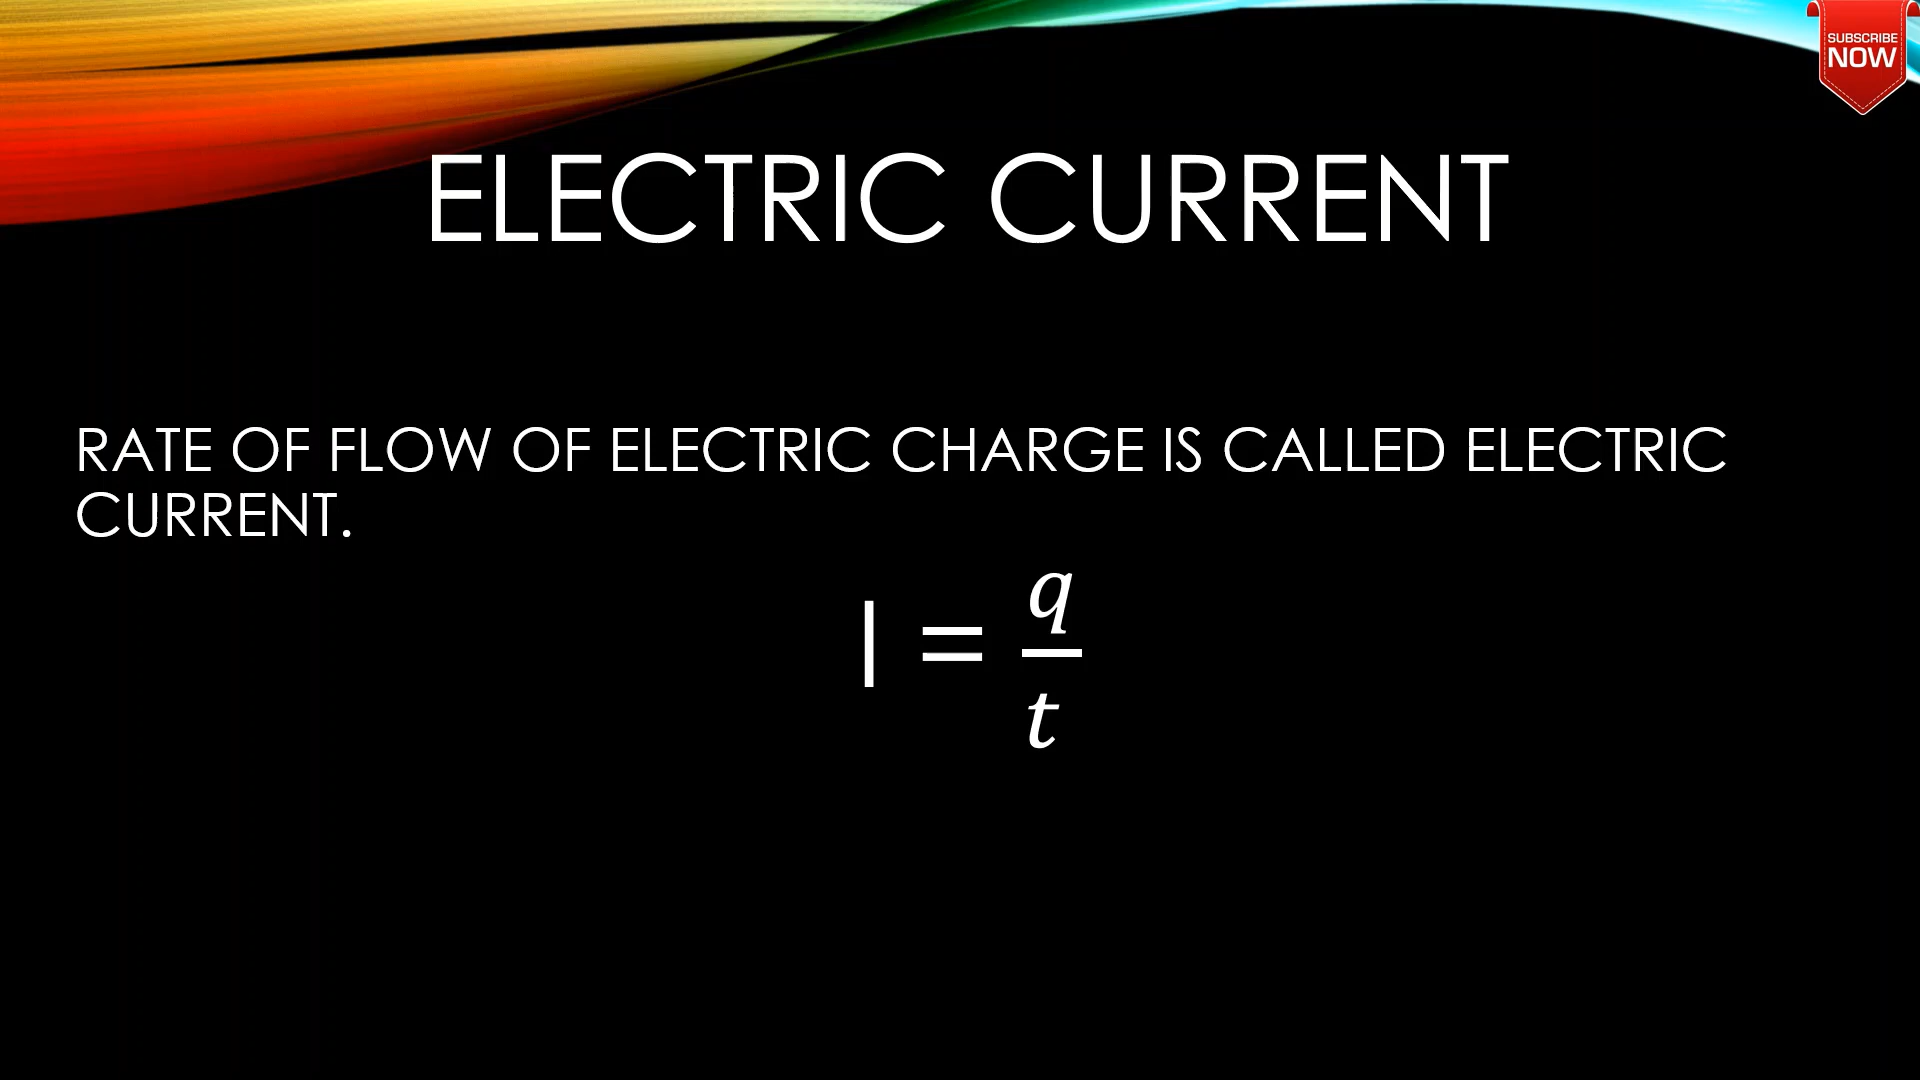 SUBSCRIBE
NOW
ELECTRIC CURRENT
RATE OF FLOW OF ELECTRIC CHARGE IS CALLED ELECTRIC
CURRENT.
I = q/t